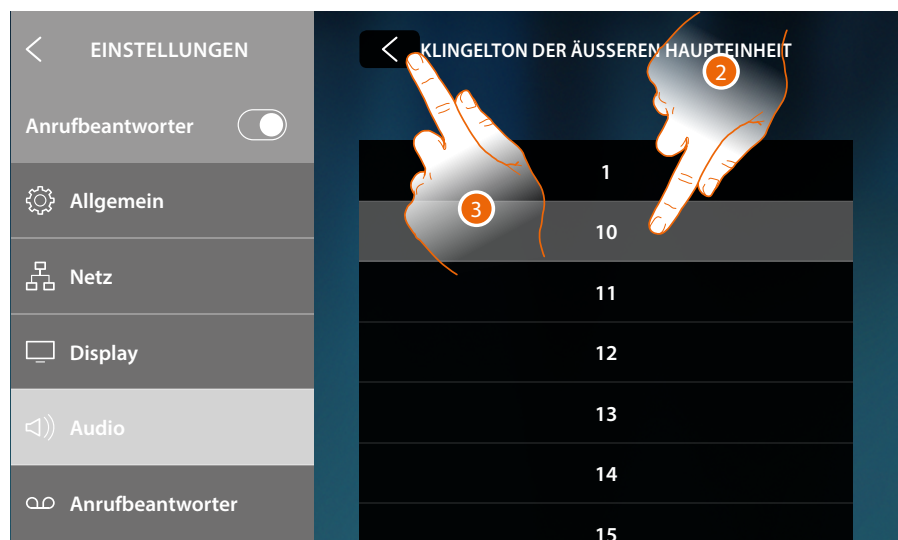 EINSTELLUNGEN
Anrufbeantworter
Allgemein
Netz
Display
Audio
Anrufbeantworter
KLINGELTON DER ÄUSSEREN HAUPTEINHEIT
2
3
1
10
11
12
13
14
15